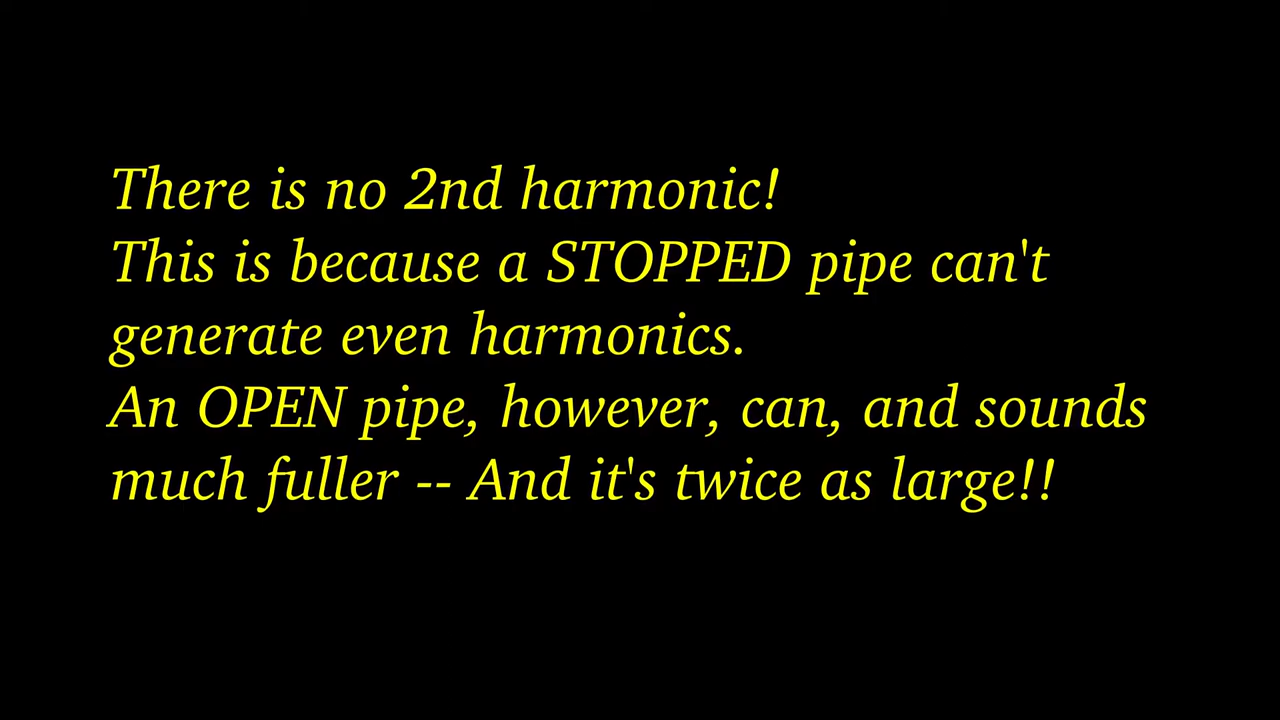 There is no 2nd harmonic!
This is because a STOPPED pipe can't
generate even harmonics.
An OPEN pipe, however, can, and sounds
much fuller -- And it's twice as large!!